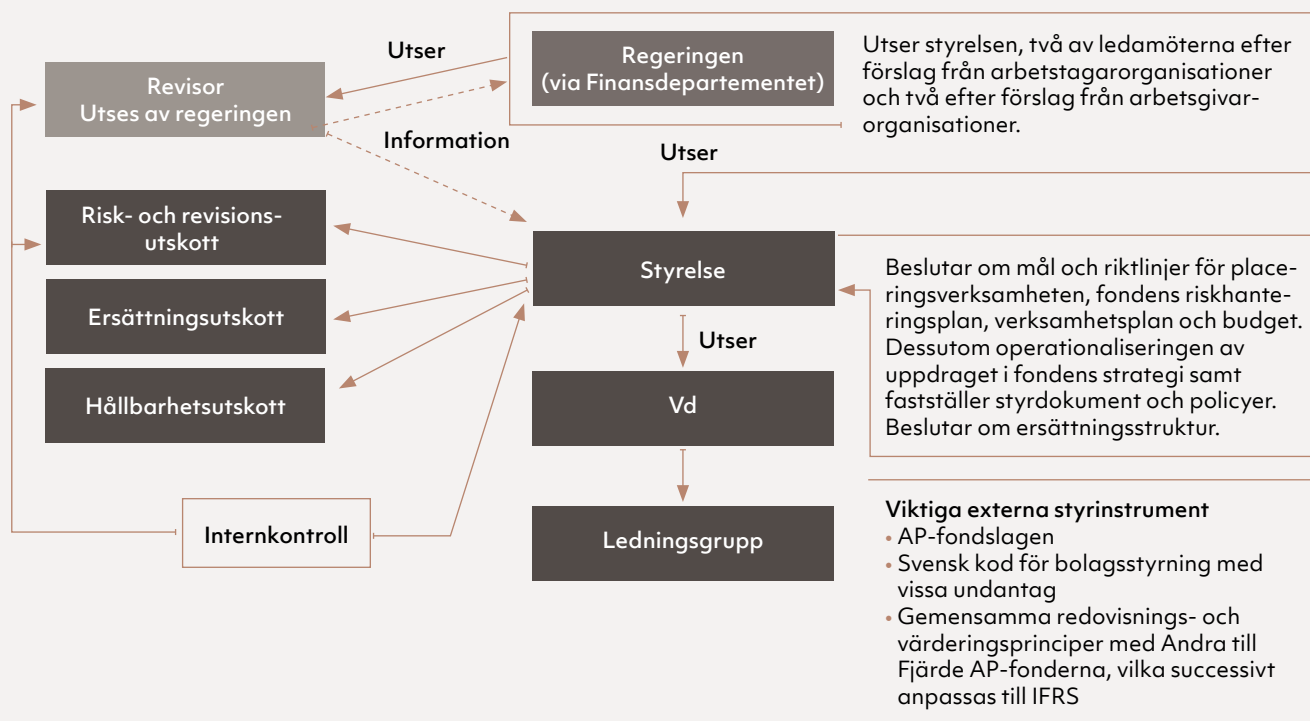 Utser
Revisor
Utses av regeringen
Regeringen
(via Finansdepartementet)
Utser styrelsen, två av ledamöterna efter
förslag från arbetstagarorganisationer
och två efter förslag från arbetsgivar-
organisationer.
Information
Utser
Risk- och revisions-
utskott
Ersättningsutskott
Hållbarhetsutskott
Styrelse
Beslutar om mål och riktlinjer för place-
ringsverksamheten, fondens riskhante-
ringsplan, verksamhetsplan och budget.
Dessutom operationaliseringen av
uppdraget i fondens strategi samt
fastställer styrdokument och policyer.
Beslutar om ersättningsstruktur.
Utser
Vd
Internkontroll
Ledningsgrupp
Viktiga externa styrinstrument
• AP-fondslagen
• Svensk kod för bolagsstyrning med
vissa undantag
• Gemensamma redovisnings- och
värderingsprinciper med Andra till
Fjärde AP-fonderna, vilka successivt
anpassas till IFRS